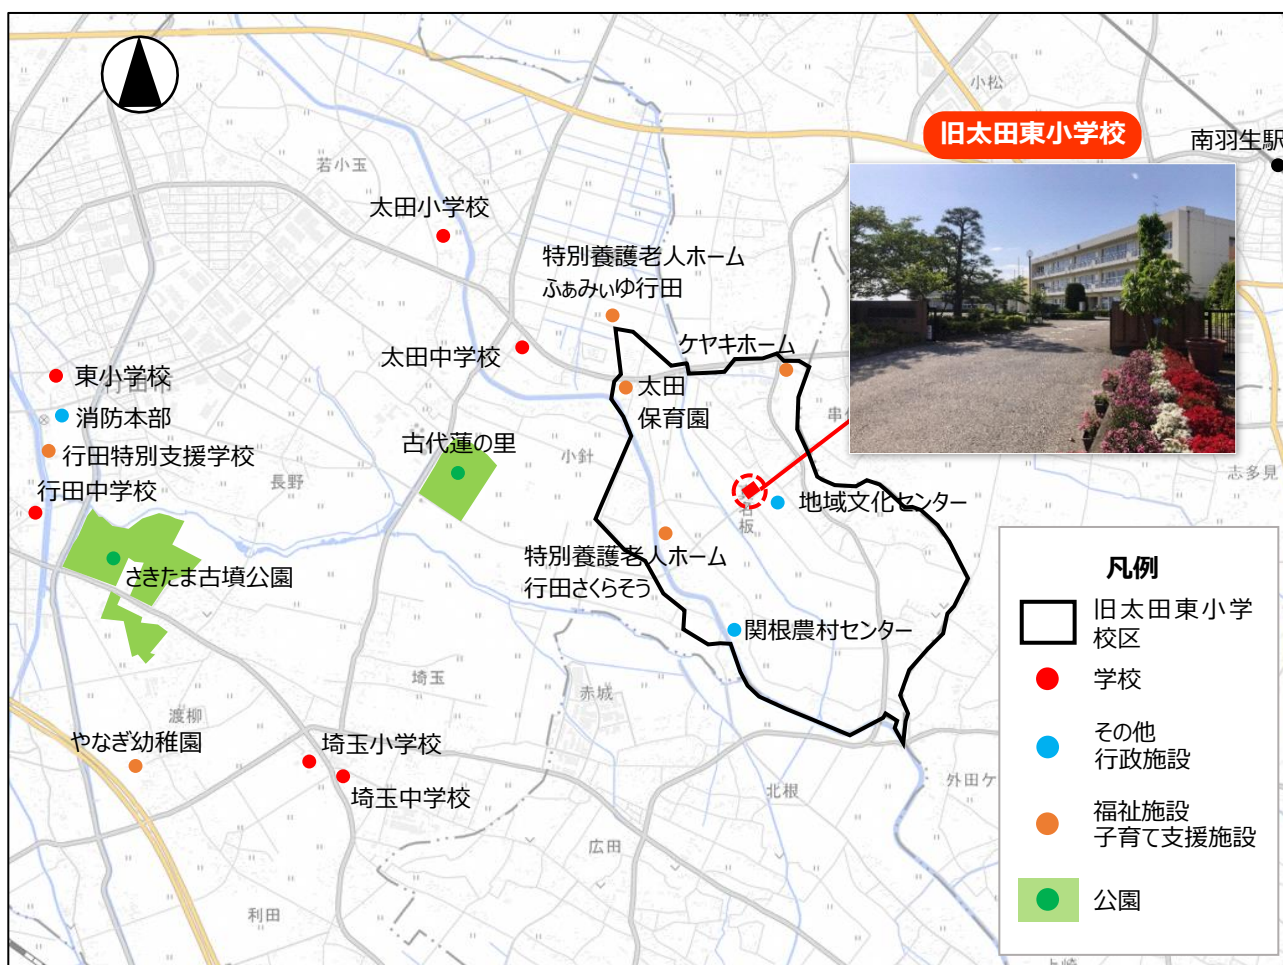 小松
旧太田東小学校
南羽生駅
若小玉
太田小学校
特別養護老人ホーム
ふぁみぃゆ行田
ケヤキホーム
太田中学校
太田
保育園
東小学校
消防本部
古代蓮の里
小針
行田特別支援学校
長野
行田中学校
志多見
地域文化センター
特別養護老人ホーム
行田さくらそう
さきたま古墳公園
関根農村センター
埼玉
赤城
渡柳
やなぎ幼稚園
埼玉小学校
埼玉中学校
北根
外田ケ
広田
利田
凡例
旧太田東小学
校区
学校
その他
行政施設
福祉施設
子育て支援施設
公園